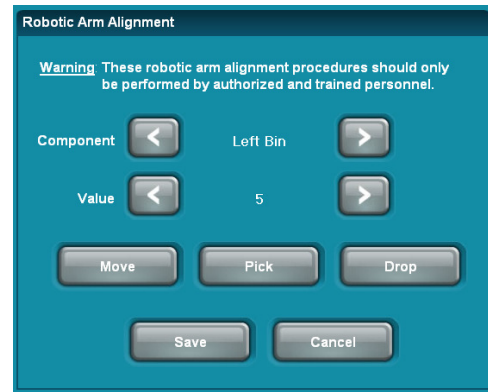 Robotic Arm Alignment
Warning: These robotic arm alignment procedures should only
be performed by authorized and trained personnel.
Component < Left Bin >
Value < 5 >
Move Pick Drop
Save Cancel